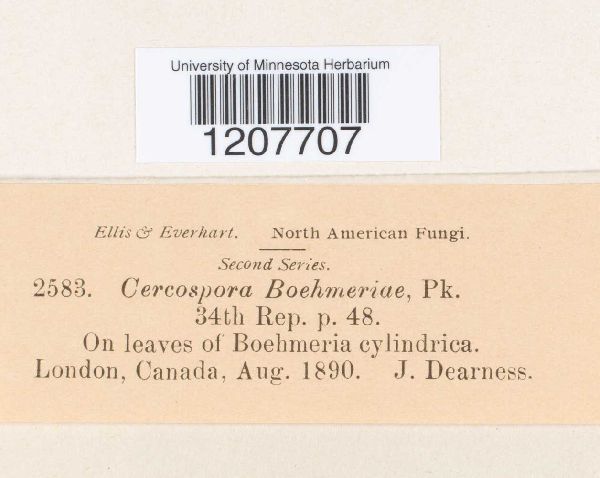 University of Minnesota Herbarium
1207707
Ellis & Everhart. North American Fungi.
Second Series.
2583. Cercospora Boehmeriae, Pk.
34th Rep. p. 48.
On leaves of Boehmeria cylindrica.
London, Canada, Aug. 1890. J. Dearness.